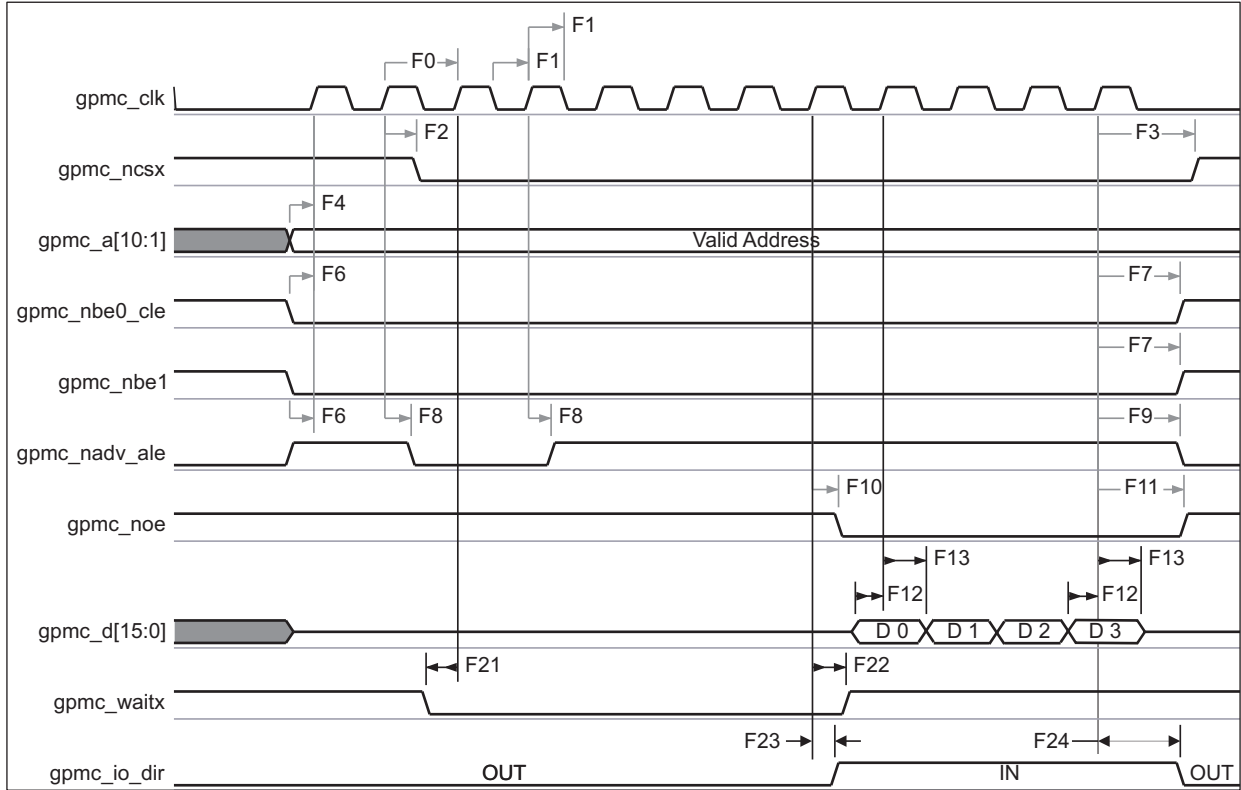 F1
F0 F1
gpmc_clk
F2 F3
gpmc_ncsx
F4
gpmc_a[10:1] Valid Address
F6 F7
gpmc_nbe0_cle
F7
gpmc_nbe1
F6 F8 F8 F9
gpmc_nadv_ale
F10 F11
gpmc_noe
F13 F13
F12 F12
gpmc_d[15:0] D 0 D 1 D 2 D 3
F21 F22
gpmc_waitx
F23 F24
gpmc_io_dir OUT IN OUT